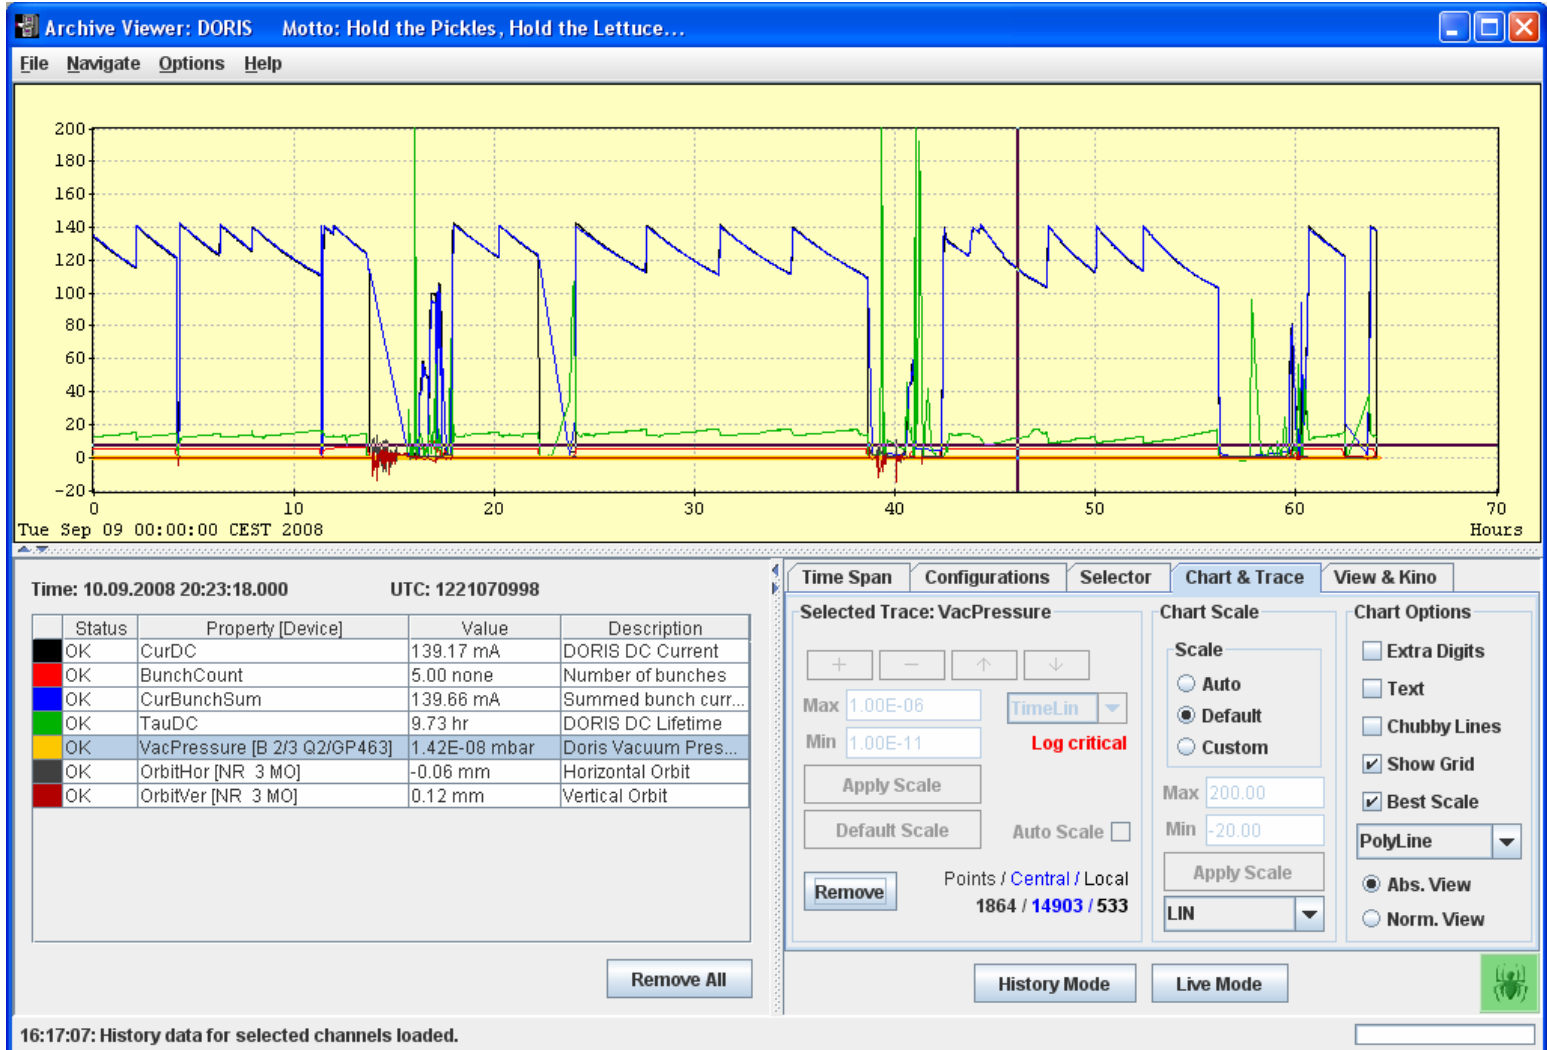 Archive Viewer: DORIS Motto: Hold the Pickles, Hold the Lettuce...
File Navigate Options Help
200
180
160
140
120
100
80
60
40
20
0
-20
0 10 20 30 40 50 60 70
Tue Sep 09 00:00:00 CEST 2008 Hours
Time: 10.09.2008 20:23:18.000 UTC: 1221070998
Status Property [Device] Value Description
OK CurDC 139.17 mA DORIS DC Current
OK BunchCount 5.00 none Number of bunches
OK CurBunchSum 139.66 mA Summed bunch curr...
OK TauDC 9.73 hr DORIS DC Lifetime
OK VacPressure [B 2/3 Q2/GP463] 1.42E-08 mbar Doris Vacuum Pres...
OK OrbitHor [NR 3 MO] -0.06 mm Horizontal Orbit
OK OrbitVer [NR 3 MO] 0.12 mm Vertical Orbit
Remove All
Time Span Configurations Selector Chart & Trace View & Kino
Selected Trace: VacPressure
+ − ↑ ↓
Max 1.00E-06 TimeLin
Min 1.00E-11 Log critical
Apply Scale
Default Scale Auto Scale
Points / Central / Local
Remove 1864 / 14903 / 533
Chart Scale
Scale
Auto
Default
Custom
Max 200.00
Min -20.00
Apply Scale
LIN
Chart Options
Extra Digits
Text
Chubby Lines
Show Grid
Best Scale
PolyLine
Abs. View
Norm. View
History Mode Live Mode
16:17:07: History data for selected channels loaded.